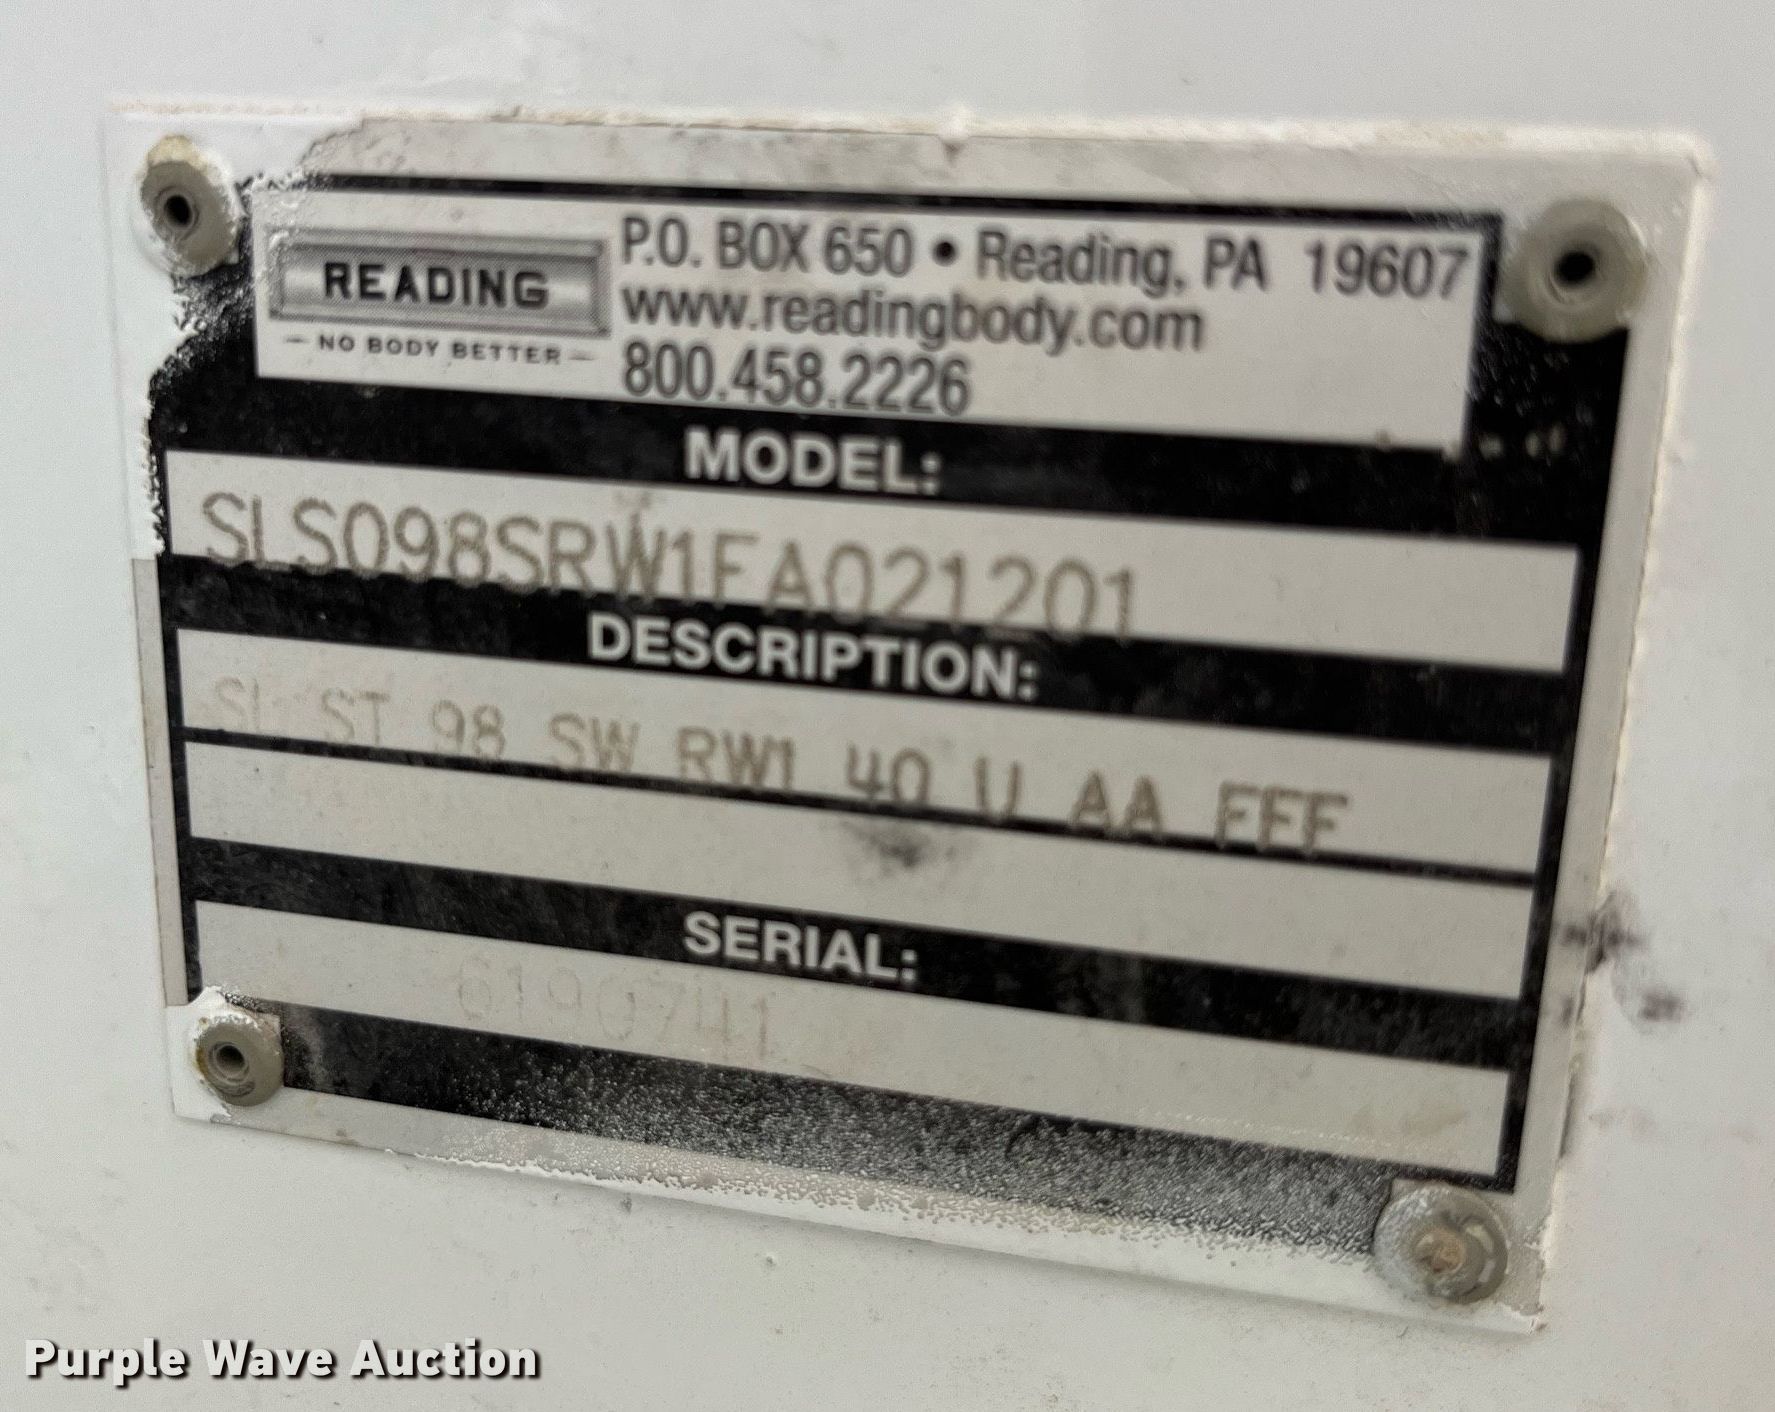 READING
NO BODY BETTER
P.O. BOX 650 • Reading, PA 19607
www.readingbody.com
800.458.2226
MODEL:
SLS098SRW1FA021201
DESCRIPTION:
SL ST 98 SW RW1 40 U AA FFF
SERIAL:
6190741
Purple Wave Auction